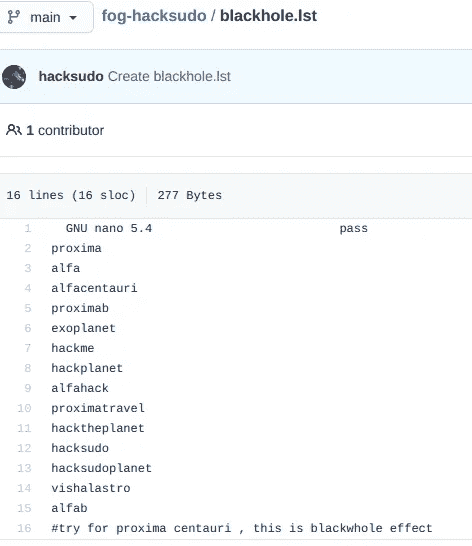 main fog-hacksudo / blackhole.lst
hacksudo Create blackhole.lst
1 contributor
16 lines (16 sloc) 277 Bytes
1 GNU nano 5.4 pass
2 proxima
3 alfa
4 alfacentauri
5 proximab
6 exoplanet
7 hackme
8 hackplanet
9 alfahack
10 proximatravel
11 hacktheplanet
12 hacksudo
13 hacksudoplanet
14 vishalastro
15 alfab
16 #try for proxima centauri , this is blackwhole effect